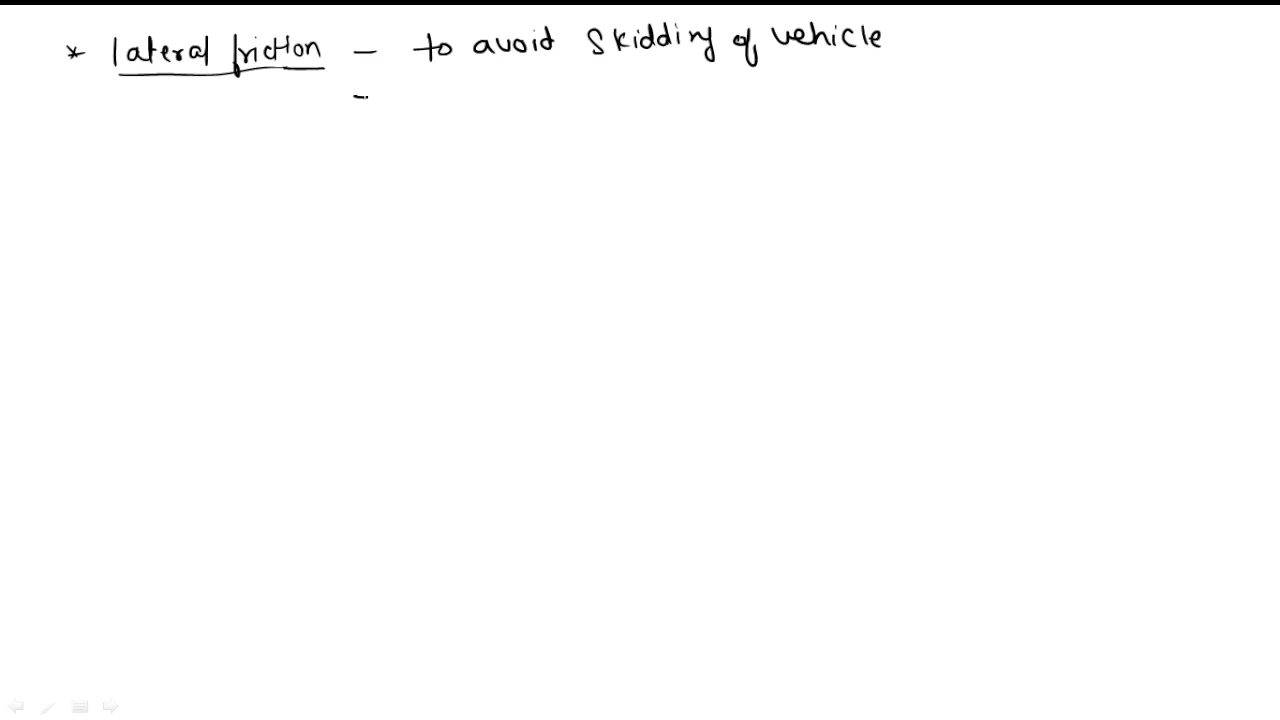 * lateral friction - to avoid skidding of vehicle
-